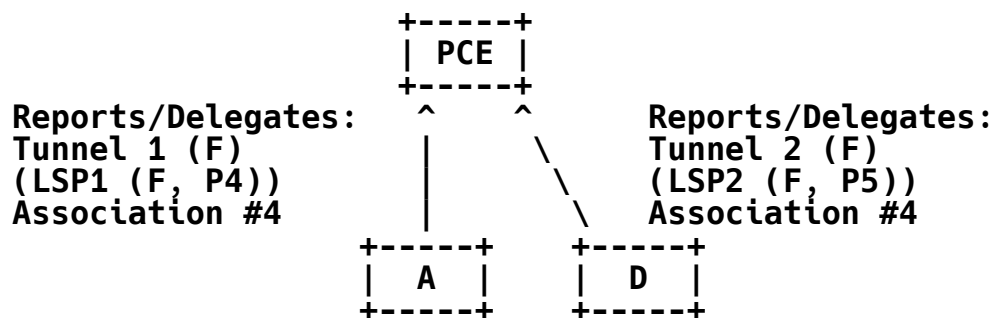 +-----+
| PCE |
+-----+
Reports/Delegates:   ^    ^      Reports/Delegates:
Tunnel 1 (F)         |     \     Tunnel 2 (F)
(LSP1 (F, P4))       |      \    (LSP2 (F, P5))
Association #4       |       \   Association #4
+-----+    +-----+
|  A  |    |  D  |
+-----+    +-----+